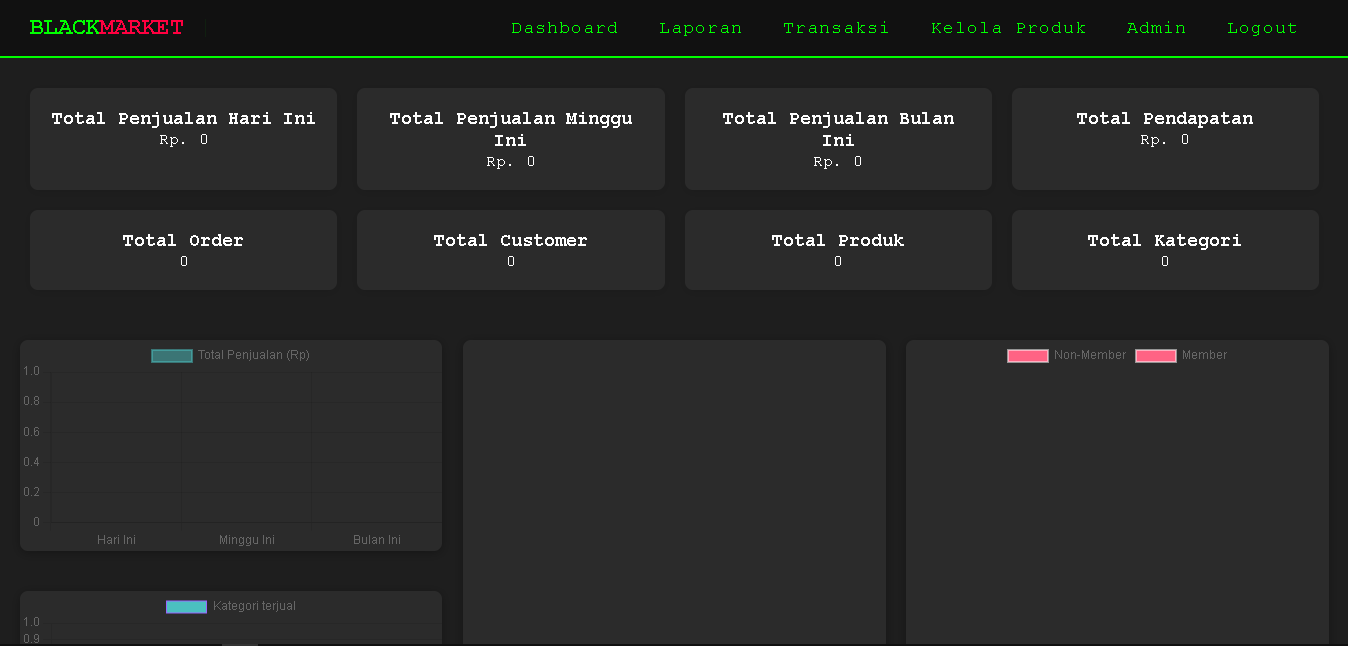 BLACKMARKET
Dashboard Laporan Transaksi Kelola Produk Admin Logout
Total Penjualan Hari Ini
Rp. 0
Total Penjualan Minggu
Ini
Rp. 0
Total Penjualan Bulan
Ini
Rp. 0
Total Pendapatan
Rp. 0
Total Order
0
Total Customer
0
Total Produk
0
Total Kategori
0
Total Penjualan (Rp)
1.0
0.8
0.6
0.4
0.2
0
Hari Ini Minggu Ini Bulan Ini
Non-Member Member
Kategori terjual
1.0
0.9